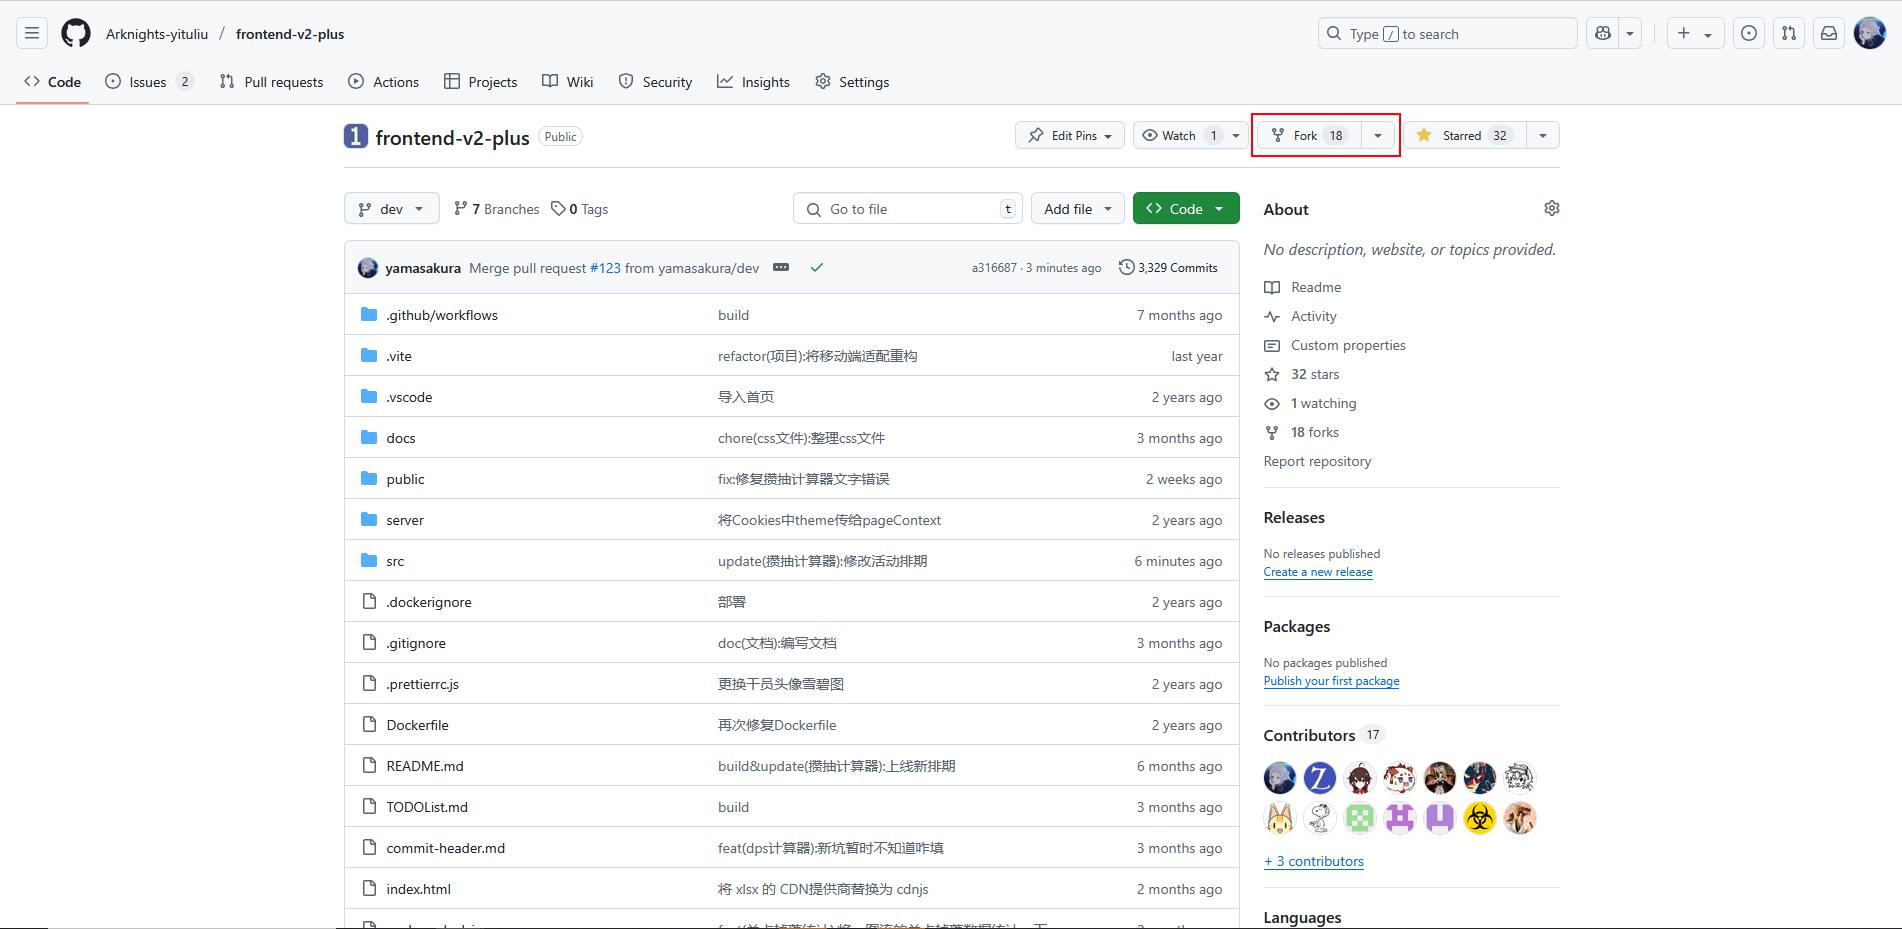 Arknights-yituliu / frontend-v2-plus
Type / to search
Code Issues 2 Pull requests Actions Projects Wiki Security Insights Settings
1 frontend-v2-plus Public
Edit Pins Watch 1 Fork 18 Starred 32
dev 7 Branches 0 Tags Go to file t Add file Code
yamasakura Merge pull request #123 from yamasakura/dev a316687 · 3 minutes ago 3,329 Commits
.github/workflows build 7 months ago
.vite refactor(项目):将移动端适配重构 last year
.vscode 导入首页 2 years ago
docs chore(css文件):整理css文件 3 months ago
public fix:修复攒抽计算器文字错误 2 weeks ago
server 将Cookies中theme传给pageContext 2 years ago
src update(攒抽计算器):修改活动排期 6 minutes ago
.dockerignore 部署 2 years ago
.gitignore doc(文档):编写文档 3 months ago
.prettierrc.js 更换干员头像雪碧图 2 years ago
Dockerfile 再次修复Dockerfile 2 years ago
README.md build&update(攒抽计算器):上线新排期 6 months ago
TODOList.md build 3 months ago
commit-header.md feat(dps计算器):新坑暂时不知道咋填 3 months ago
index.html 将 xlsx 的 CDN提供商替换为 cdnjs 2 months ago
About
No description, website, or topics provided.
Readme
Activity
Custom properties
32 stars
1 watching
18 forks
Report repository
Releases
No releases published
Create a new release
Packages
No packages published
Publish your first package
Contributors 17
Z
+ 3 contributors
Languages